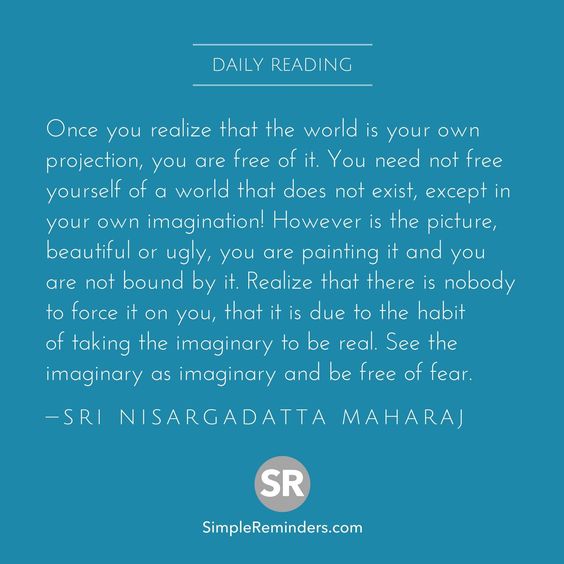 DAILY READING
Once you realize that the world is your own
projection, you are free of it. You need not free
yourself of a world that does not exist, except in
your own imagination! However is the picture,
beautiful or ugly, you are painting it and you
are not bound by it. Realize that there is nobody
to force it on you, that it is due to the habit
of taking the imaginary to be real. See the
imaginary as imaginary and be free of fear.
—SRI NISARGADATTA MAHARAJ
SR
SimpleReminders.com